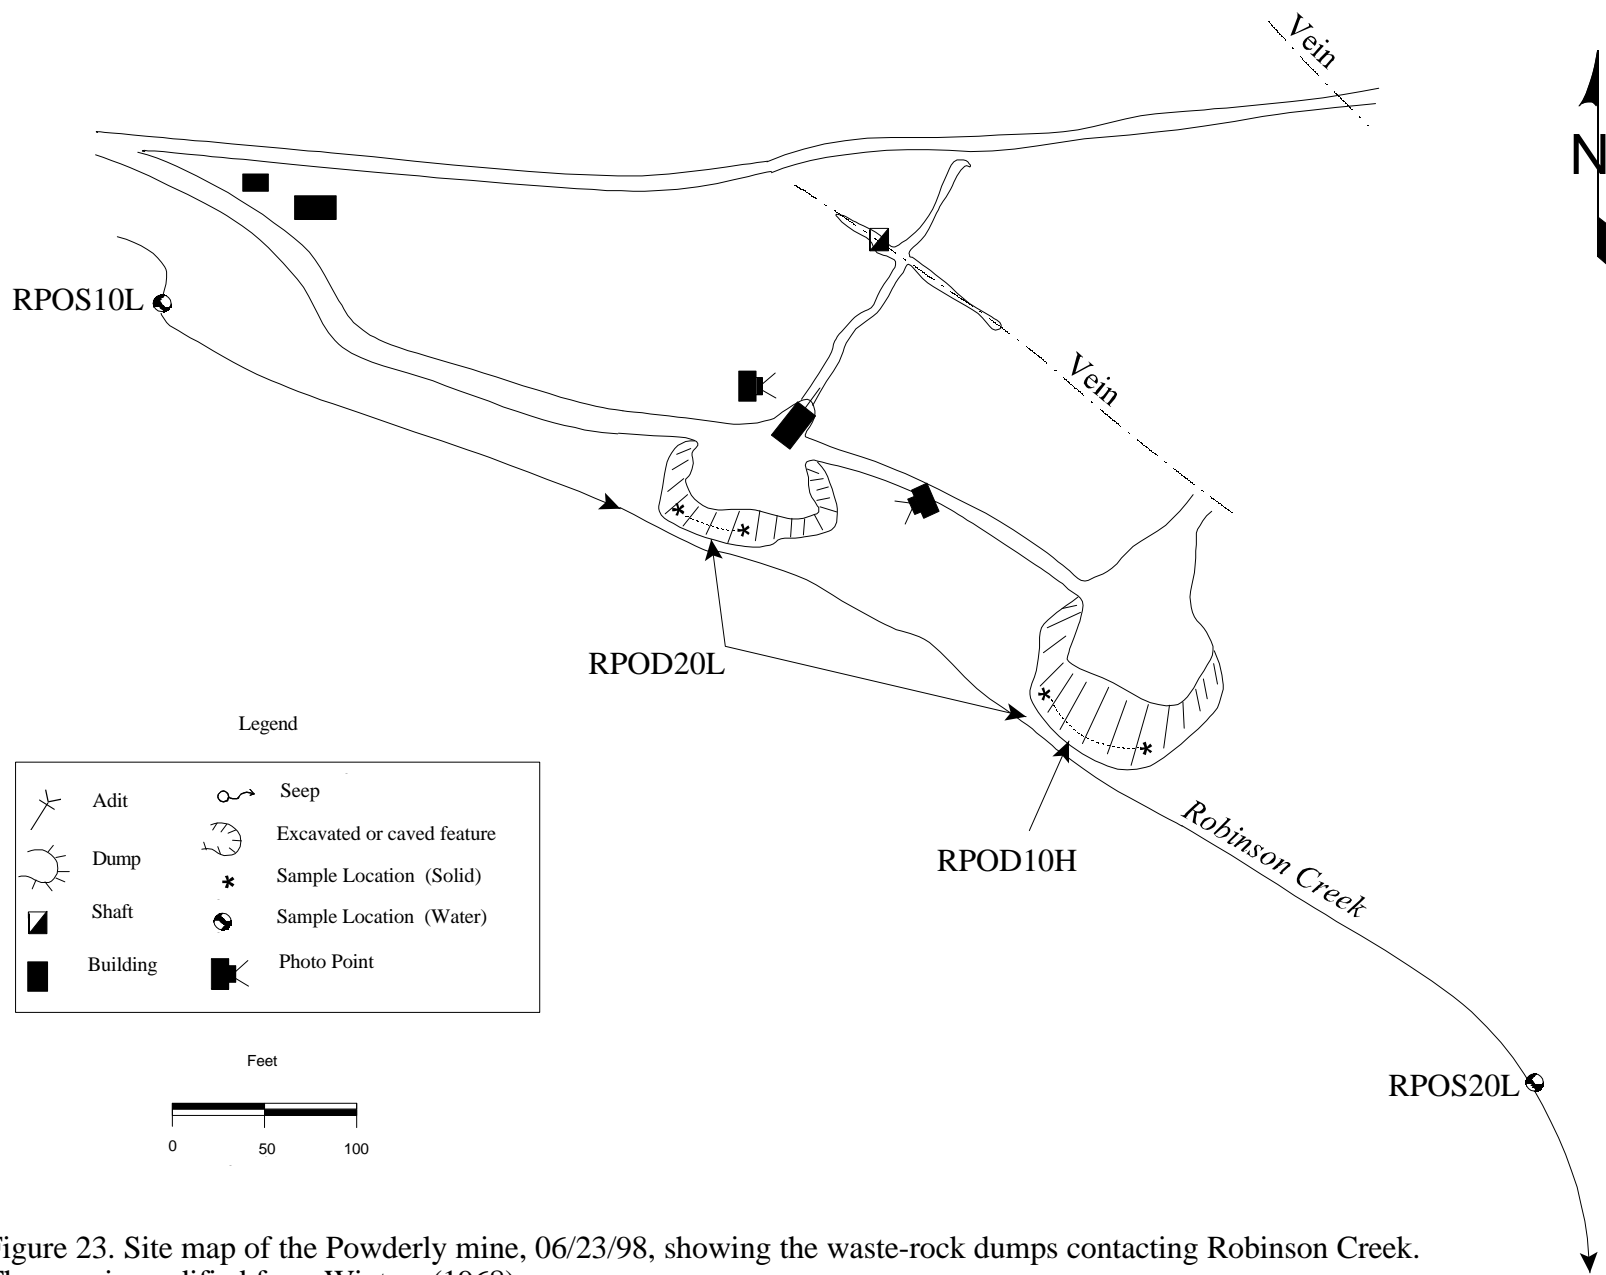 Vein
N
RPOS10L
Vein
RPOD20L
RPOD10H
Robinson Creek
RPOS20L
Legend
Adit
Dump
Shaft
Building
Seep
Excavated or caved feature
Sample Location (Solid)
Sample Location (Water)
Photo Point
Feet
0 50 100
Figure 23. Site map of the Powderly mine, 06/23/98, showing the waste-rock dumps contacting Robinson Creek.